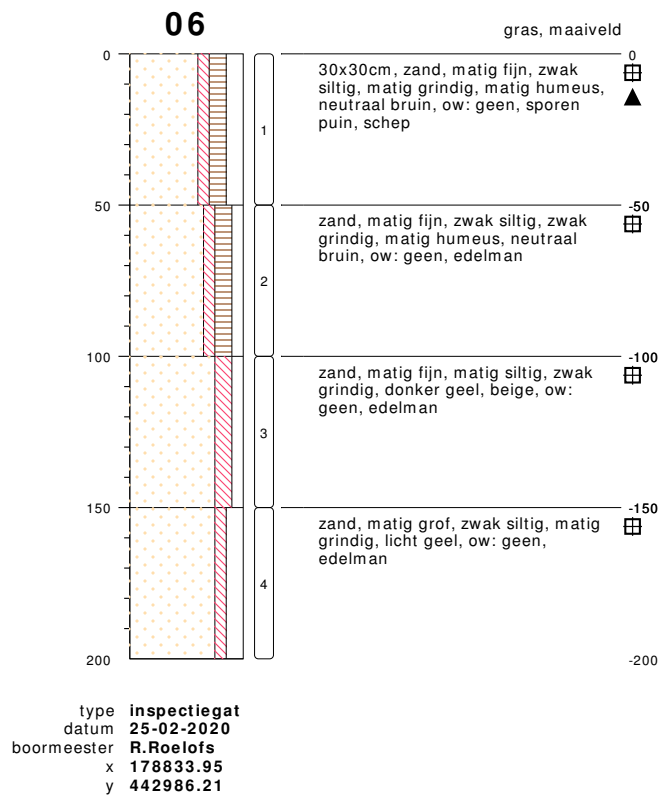 06
gras, maaiveld
0
0
30x30cm, zand, matig fijn, zwak
siltig, matig grindig, matig humeus,
neutraal bruin, ow: geen, sporen
puin, schep
1
50
-50
zand, matig fijn, zwak siltig, zwak
grindig, matig humeus, neutraal
bruin, ow: geen, edelman
2
100
-100
zand, matig fijn, matig siltig, zwak
grindig, donker geel, beige, ow:
geen, edelman
3
150
-150
zand, matig grof, zwak siltig, matig
grindig, licht geel, ow: geen,
edelman
4
200
-200
type inspectiegat
datum 25-02-2020
boormeester R.Roelofs
x 178833.95
y 442986.21